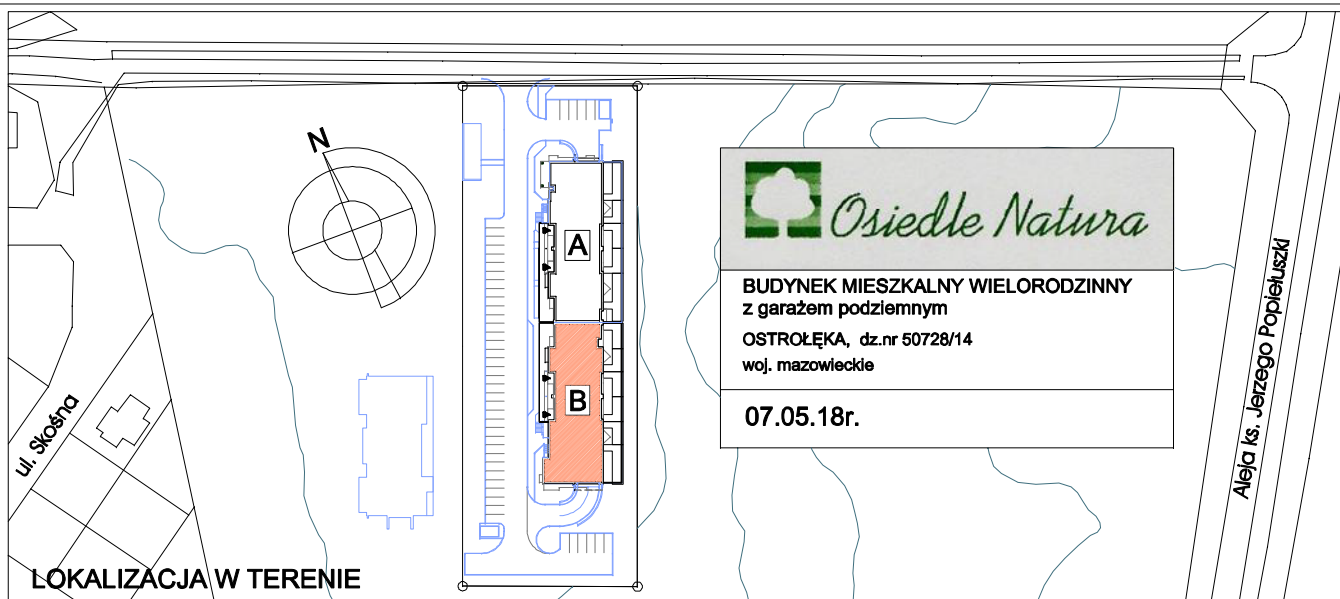 N
A
B
Osiedle Natura
BUDYNEK MIESZKALNY WIELORODZINNY
z garażem podziemnym
OSTROŁĘKA, dz.nr 50728/14
woj. mazowieckie
07.05.18r.
ul. Skośna
Aleja ks. Jerzego Popiełuszki
LOKALIZACJA W TERENIE